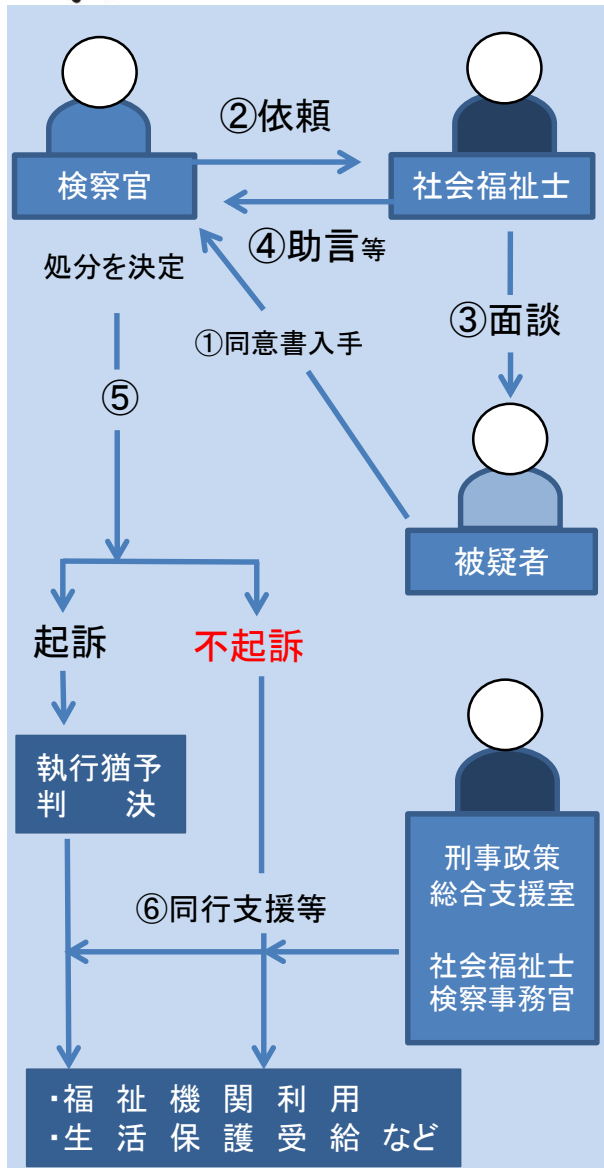 ②依頼
検察官
社会福祉士
④助言等
処分を決定
③面談
①同意書入手
⑤
被疑者
起訴
不起訴
執行猶予
判　　決
刑事政策
総合支援室
社会福祉士
検察事務官
⑥同行支援等
・福 祉 機 関 利 用
・生 活 保 護 受 給 など